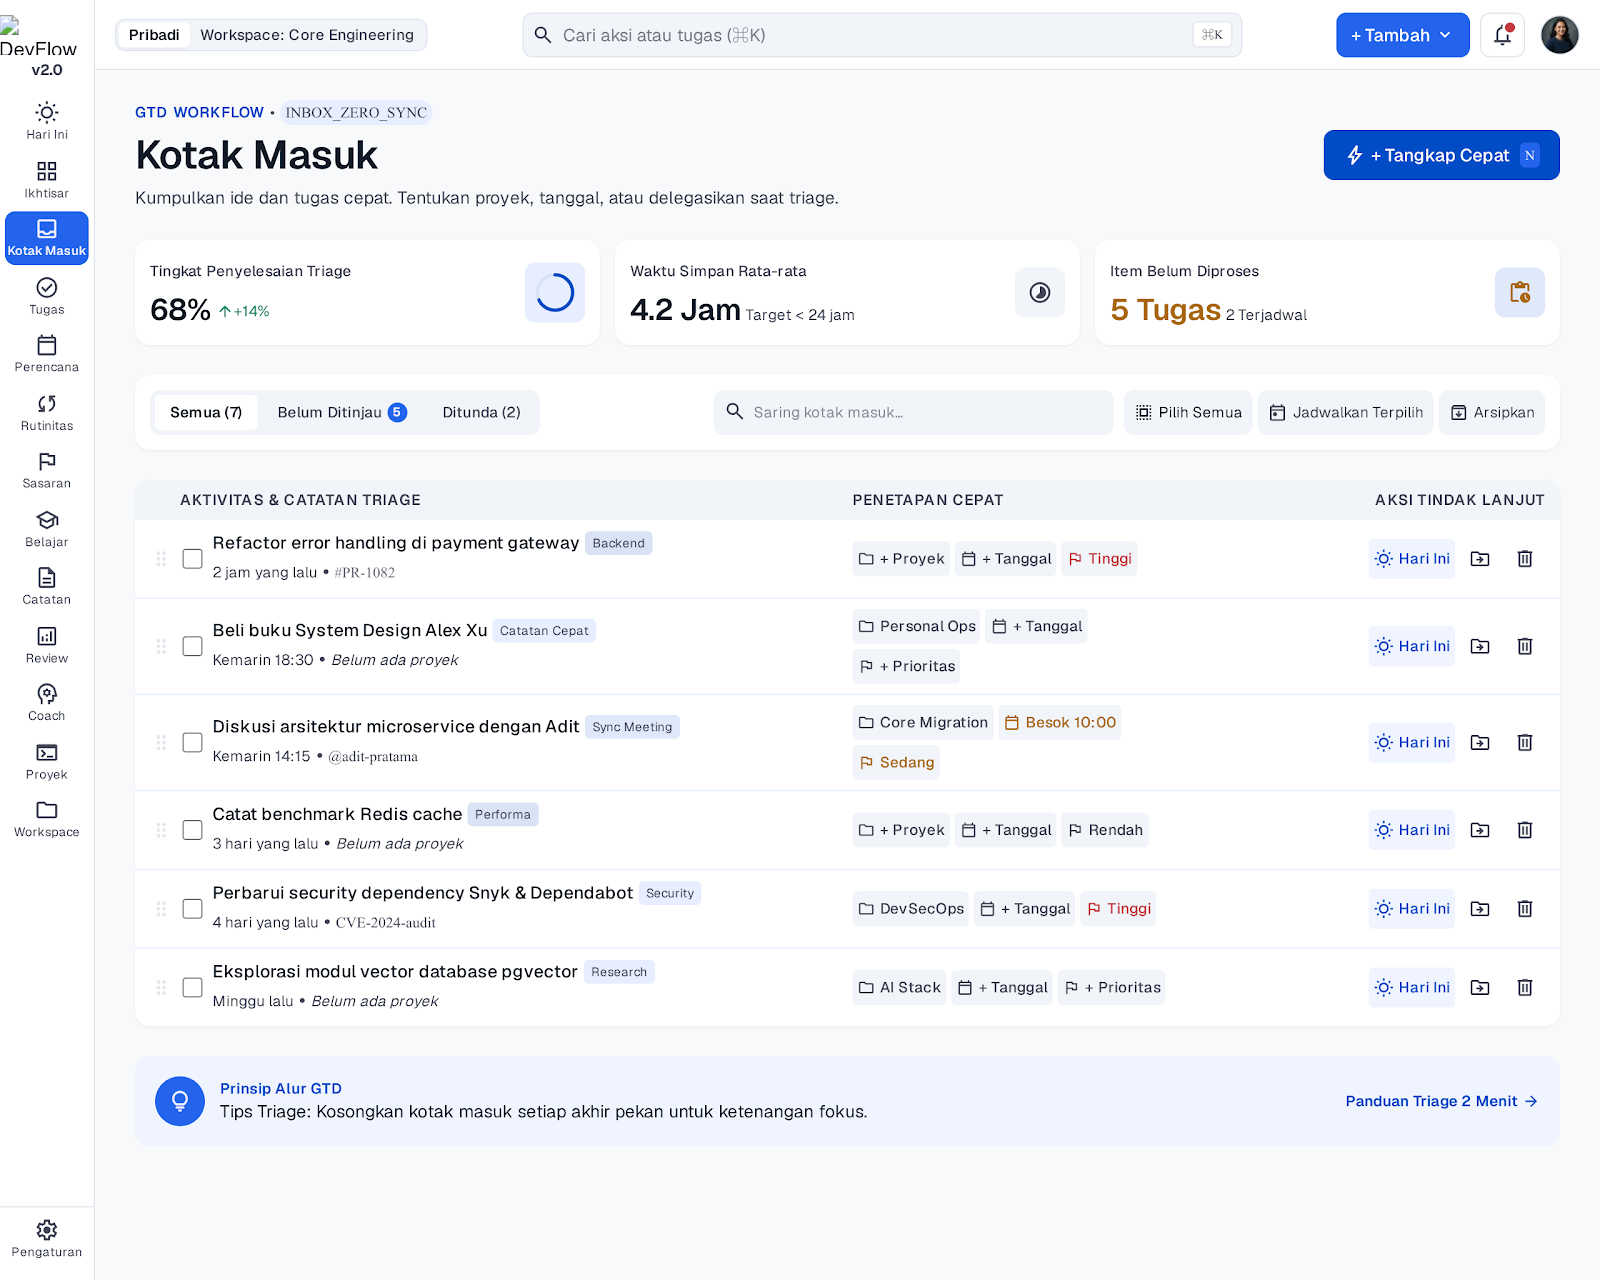 DevFlow
v2.0
Pribadi
Workspace: Core Engineering
Cari aksi atau tugas (⌘K)
⌘K
+ Tambah
Hari Ini
Ikhtisar
Kotak Masuk
Tugas
Perencana
Rutinitas
Sasaran
Belajar
Catatan
Review
Coach
Proyek
Workspace
Pengaturan
GTD WORKFLOW • INBOX_ZERO_SYNC
Kotak Masuk
Kumpulkan ide dan tugas cepat. Tentukan proyek, tanggal, atau delegasikan saat triage.
+ Tangkap Cepat N
Tingkat Penyelesaian Triage
68% ↑+14%
Waktu Simpan Rata-rata
4.2 Jam Target < 24 jam
Item Belum Diproses
5 Tugas 2 Terjadwal
Semua (7)
Belum Ditinjau 5
Ditunda (2)
Saring kotak masuk...
Pilih Semua
Jadwalkan Terpilih
Arsipkan
AKTIVITAS & CATATAN TRIAGE
PENETAPAN CEPAT
AKSI TINDAK LANJUT
Refactor error handling di payment gateway Backend
2 jam yang lalu • #PR-1082
+ Proyek + Tanggal Tinggi
Hari Ini
Beli buku System Design Alex Xu Catatan Cepat
Kemarin 18:30 • Belum ada proyek
Personal Ops + Tanggal
+ Prioritas
Hari Ini
Diskusi arsitektur microservice dengan Adit Sync Meeting
Kemarin 14:15 • @adit-pratama
Core Migration Besok 10:00
Sedang
Hari Ini
Catat benchmark Redis cache Performa
3 hari yang lalu • Belum ada proyek
+ Proyek + Tanggal Rendah
Hari Ini
Perbarui security dependency Snyk & Dependabot Security
4 hari yang lalu • CVE-2024-audit
DevSecOps + Tanggal Tinggi
Hari Ini
Eksplorasi modul vector database pgvector Research
Minggu lalu • Belum ada proyek
AI Stack + Tanggal + Prioritas
Hari Ini
Prinsip Alur GTD
Tips Triage: Kosongkan kotak masuk setiap akhir pekan untuk ketenangan fokus.
Panduan Triage 2 Menit →